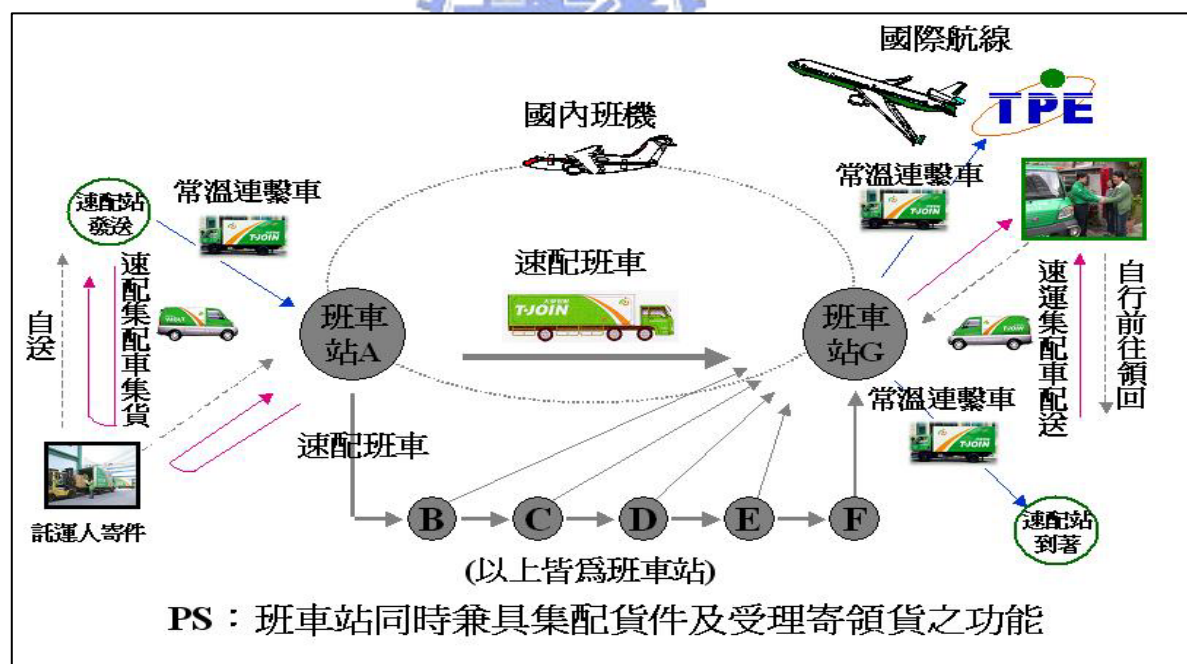 國際航線
TPE
國內班機
常溫連繫車
T-JOIN
速配站
發送
常溫連繫車
T-JOIN
速配集配車集貨
自送
速配班車
T-JOIN
班車
站A
班車
站G
速運集配車配送
自行前往領回
常溫連繫車
T-JOIN
速配班車
託運人寄件
B
C
D
E
F
速配站
到著
(以上皆為班車站)
PS：班車站同時兼具集配貨件及受理寄領貨之功能